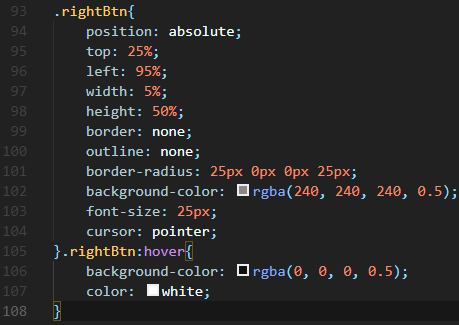 93 .rightBtn{
94 position: absolute;
95 top: 25%;
96 left: 95%;
97 width: 5%;
98 height: 50%;
99 border: none;
100 outline: none;
101 border-radius: 25px 0px 0px 25px;
102 background-color: rgba(240, 240, 240, 0.5);
103 font-size: 25px;
104 cursor: pointer;
105 }.rightBtn:hover{
106 background-color: rgba(0, 0, 0, 0.5);
107 color: white;
108 }